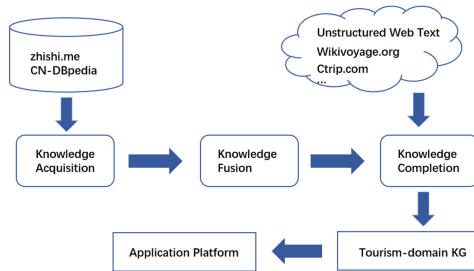 zhishi.me
CN-DBpedia
Unstructured Web Text
Wikivoyage.org
Ctrip.com
...
Knowledge
Acquisition
Knowledge
Fusion
Knowledge
Completion
Application Platform
Tourism-domain KG